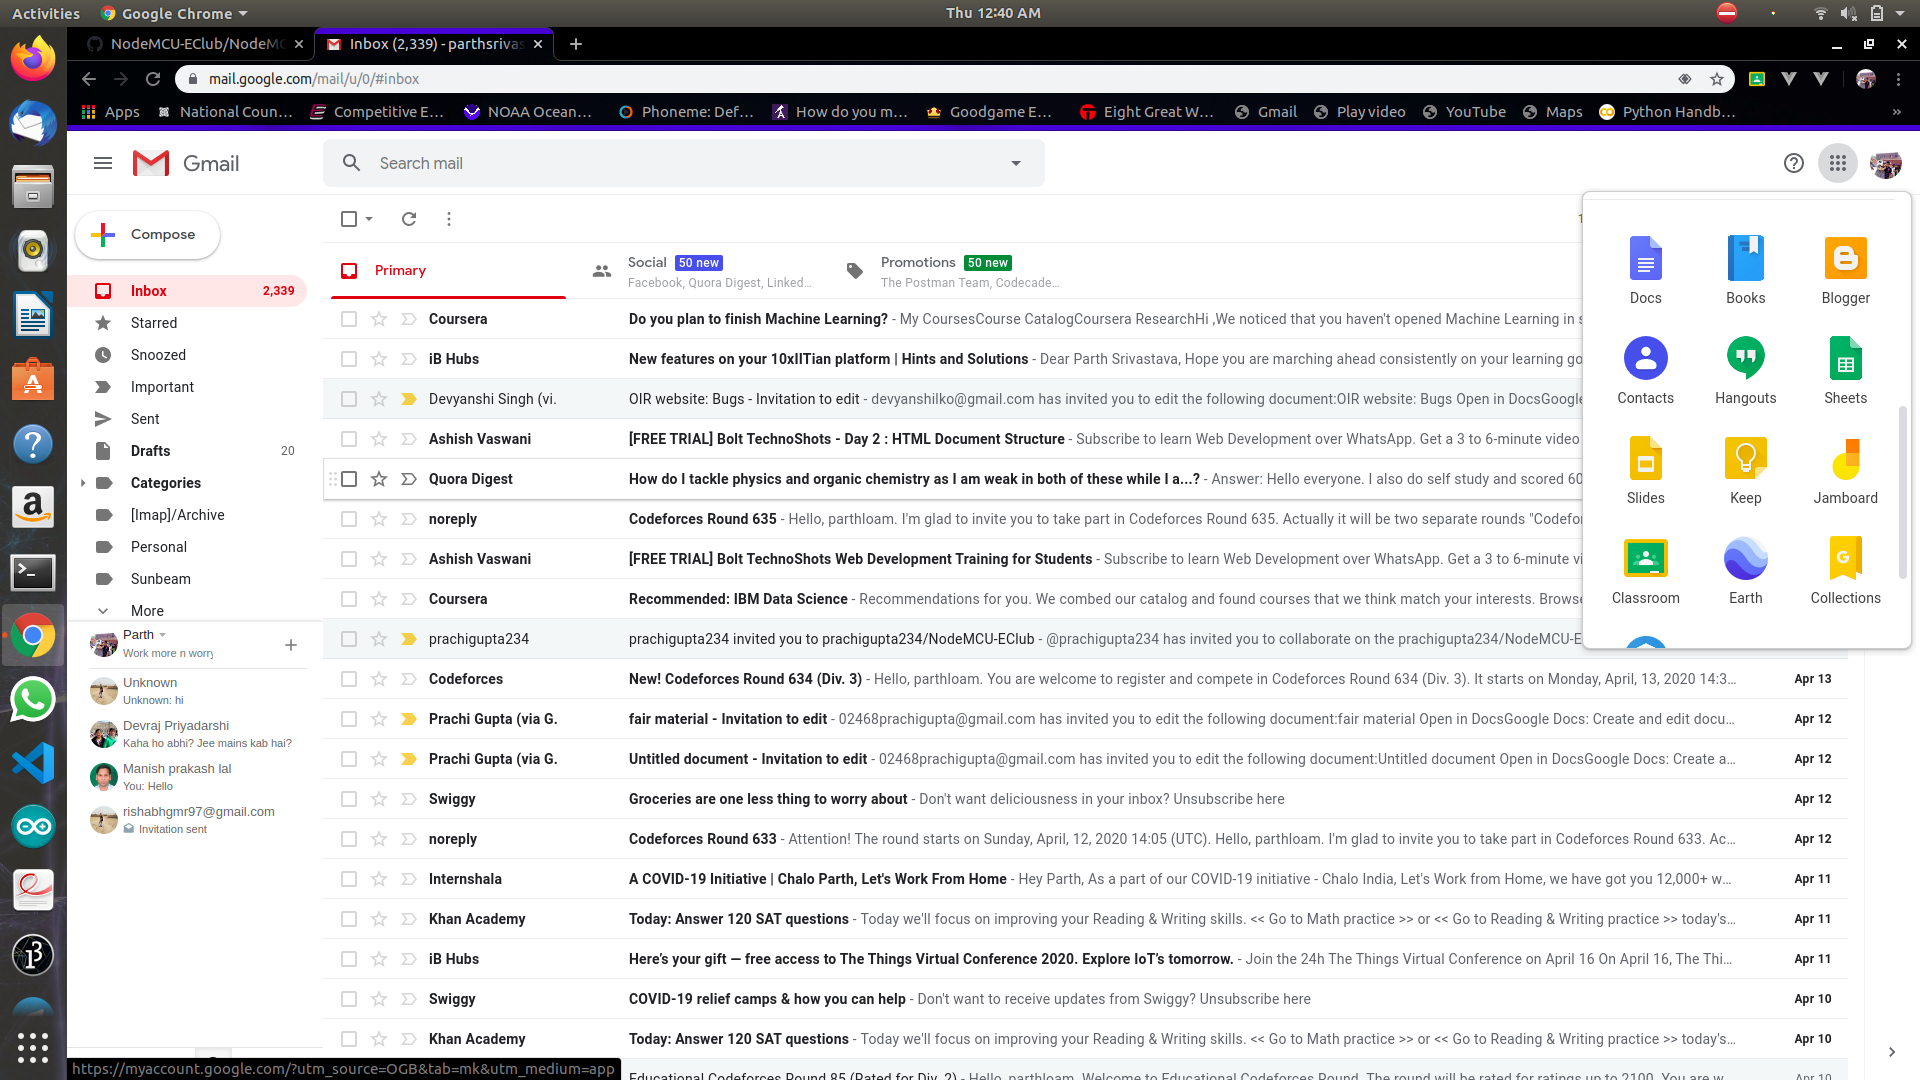 Activities
Google Chrome
Thu 12:40 AM
NodeMCU-EClub/NodeMC
Inbox (2,339) - parthsrivas
mail.google.com/mail/u/0/#inbox
Apps
National Coun…
Competitive E…
NOAA Ocean…
Phoneme: Def…
How do you m…
Goodgame E…
Eight Great W…
Gmail
Play video
YouTube
Maps
Python Handb…
Gmail
Search mail
Compose
Inbox 2,339
Starred
Snoozed
Important
Sent
Drafts 20
Categories
[Imap]/Archive
Personal
Sunbeam
More
Parth
Work more n worry
Unknown
Unknown: hi
Devraj Priyadarshi
Kaha ho abhi? Jee mains kab hai?
Manish prakash lal
You: Hello
rishabhgmr97@gmail.com
Invitation sent
Primary
Social 50 new
Facebook, Quora Digest, Linked…
Promotions 50 new
The Postman Team, Codecade…
Coursera Do you plan to finish Machine Learning? - My CoursesCourse CatalogCoursera ResearchHi ,We noticed that you haven't opened Machine Learning in s
iB Hubs New features on your 10xIITian platform | Hints and Solutions - Dear Parth Srivastava, Hope you are marching ahead consistently on your learning go
Devyanshi Singh (vi. OIR website: Bugs - Invitation to edit - devyanshilko@gmail.com has invited you to edit the following document:OIR website: Bugs Open in DocsGoogle
Ashish Vaswani [FREE TRIAL] Bolt TechnoShots - Day 2 : HTML Document Structure - Subscribe to learn Web Development over WhatsApp. Get a 3 to 6-minute video
Quora Digest How do I tackle physics and organic chemistry as I am weak in both of these while I a...? - Answer: Hello everyone. I also do self study and scored 60
noreply Codeforces Round 635 - Hello, parthloam. I'm glad to invite you to take part in Codeforces Round 635. Actually it will be two separate rounds "Codefor
Ashish Vaswani [FREE TRIAL] Bolt TechnoShots Web Development Training for Students - Subscribe to learn Web Development over WhatsApp. Get a 3 to 6-minute vi
Coursera Recommended: IBM Data Science - Recommendations for you. We combed our catalog and found courses that we think match your interests. Browse
prachigupta234 prachigupta234 invited you to prachigupta234/NodeMCU-EClub - @prachigupta234 has invited you to collaborate on the prachigupta234/NodeMCU-E
Codeforces New! Codeforces Round 634 (Div. 3) - Hello, parthloam. You are welcome to register and compete in Codeforces Round 634 (Div. 3). It starts on Monday, April, 13, 2020 14:3… Apr 13
Prachi Gupta (via G. fair material - Invitation to edit - 02468prachigupta@gmail.com has invited you to edit the following document:fair material Open in DocsGoogle Docs: Create and edit docu… Apr 12
Prachi Gupta (via G. Untitled document - Invitation to edit - 02468prachigupta@gmail.com has invited you to edit the following document:Untitled document Open in DocsGoogle Docs: Create a… Apr 12
Swiggy Groceries are one less thing to worry about - Don't want deliciousness in your inbox? Unsubscribe here Apr 12
noreply Codeforces Round 633 - Attention! The round starts on Sunday, April, 12, 2020 14:05 (UTC). Hello, parthloam. I'm glad to invite you to take part in Codeforces Round 633. Ac… Apr 12
Internshala A COVID-19 Initiative | Chalo Parth, Let's Work From Home - Hey Parth, As a part of our COVID-19 initiative - Chalo India, Let's Work from Home, we have got you 12,000+ w… Apr 11
Khan Academy Today: Answer 120 SAT questions - Today we'll focus on improving your Reading & Writing skills. << Go to Math practice >> or << Go to Reading & Writing practice >> today's… Apr 11
iB Hubs Here's your gift — free access to The Things Virtual Conference 2020. Explore IoT's tomorrow. - Join the 24h The Things Virtual Conference on April 16 On April 16, The Thi… Apr 11
Swiggy COVID-19 relief camps & how you can help - Don't want to receive updates from Swiggy? Unsubscribe here Apr 10
Khan Academy Today: Answer 120 SAT questions - Today we'll focus on improving your Reading & Writing skills. << Go to Math practice >> or << Go to Reading & Writing practice >> today's… Apr 10
Educational Codeforces Round 85 (Rated for Div. 2) - Hello, parthloam. Welcome to Educational Codeforces Round. The round will be rated for ratings up to 2100. You are w… Apr 10
Docs
Books
Blogger
Contacts
Hangouts
Sheets
Slides
Keep
Jamboard
Classroom
Earth
Collections
https://myaccount.google.com/?utm_source=OGB&tab=mk&utm_medium=app